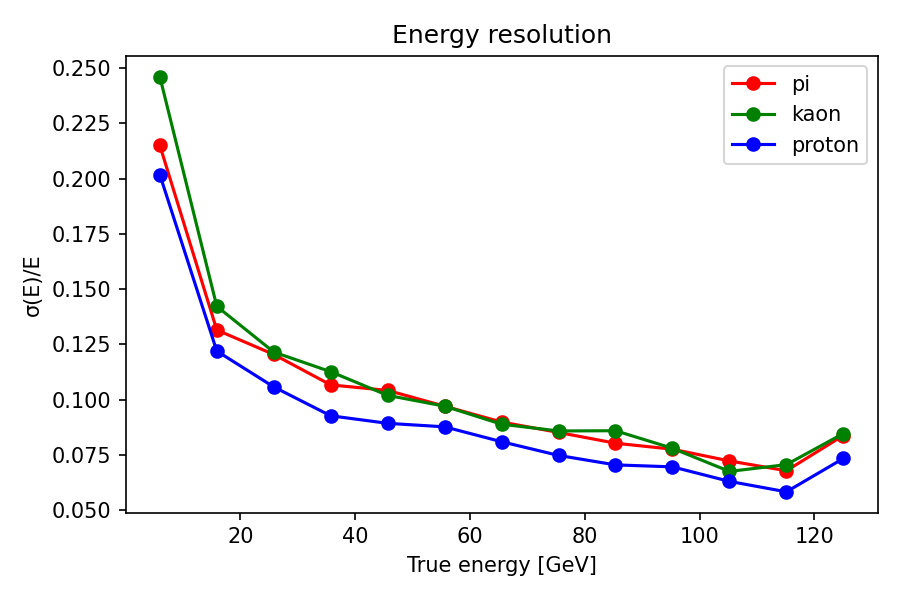 Energy resolution
σ(E)/E
0.250
0.225
0.200
0.175
0.150
0.125
0.100
0.075
0.050
pi
kaon
proton
20 40 60 80 100 120
True energy [GeV]